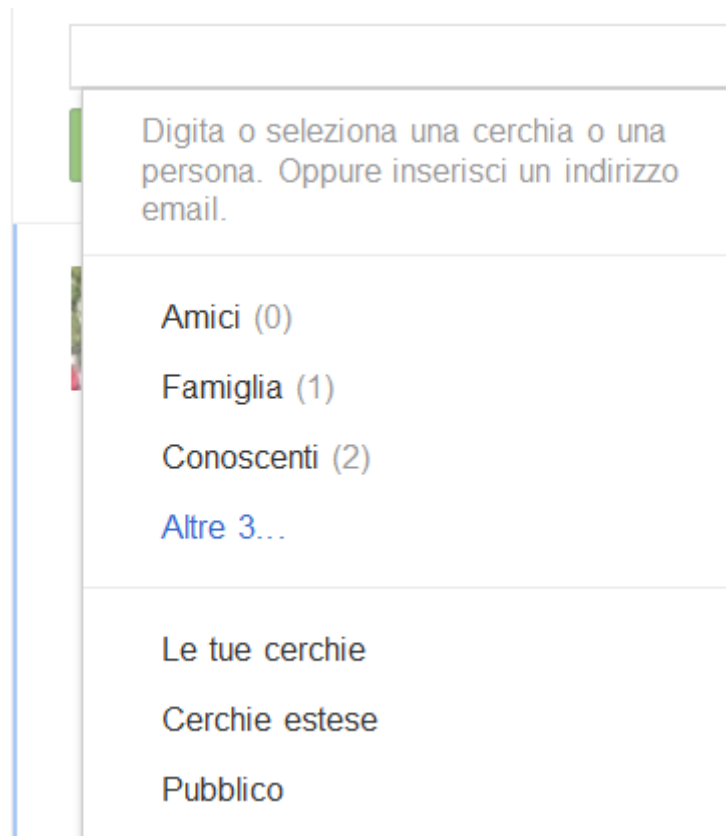 Digita o seleziona una cerchia o una
persona. Oppure inserisci un indirizzo
email.
Amici (0)
Famiglia (1)
Conoscenti (2)
Altre 3...
Le tue cerchie
Cerchie estese
Pubblico